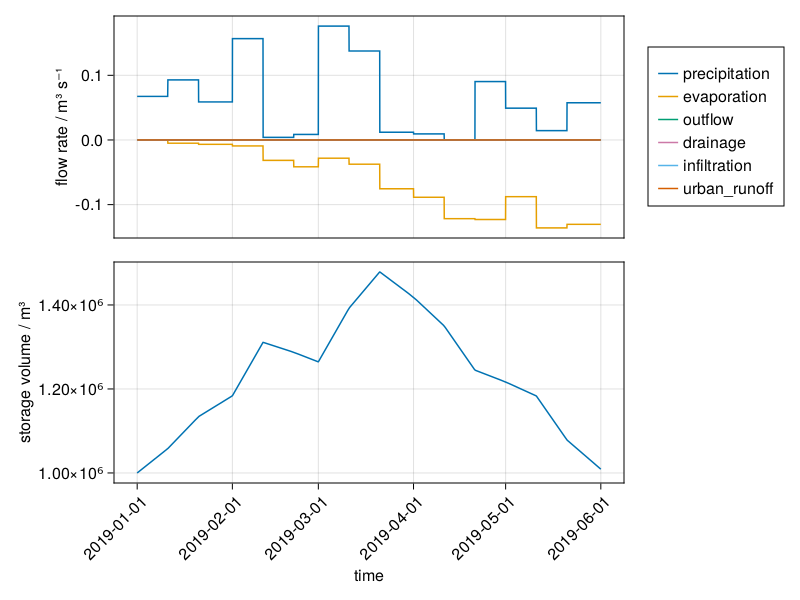 flow rate / m³ s⁻¹
0.1
0.0
-0.1
precipitation
evaporation
outflow
drainage
infiltration
urban_runoff
storage volume / m³
1.40×10⁶
1.20×10⁶
1.00×10⁶
2019-01-01
2019-02-01
2019-03-01
2019-04-01
2019-05-01
2019-06-01
time